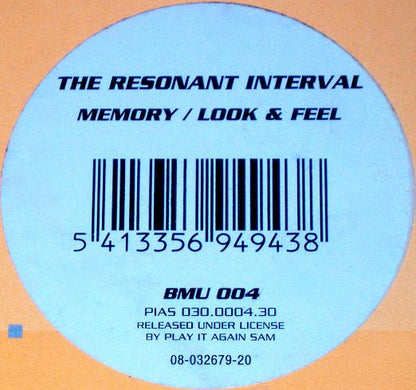 THE RESONANT INTERVAL
MEMORY / LOOK & FEEL
5 413356 949438
BMU 004
PIAS 030.0004.30
RELEASED UNDER LICENSE
BY PLAY IT AGAIN SAM
08-032679-20